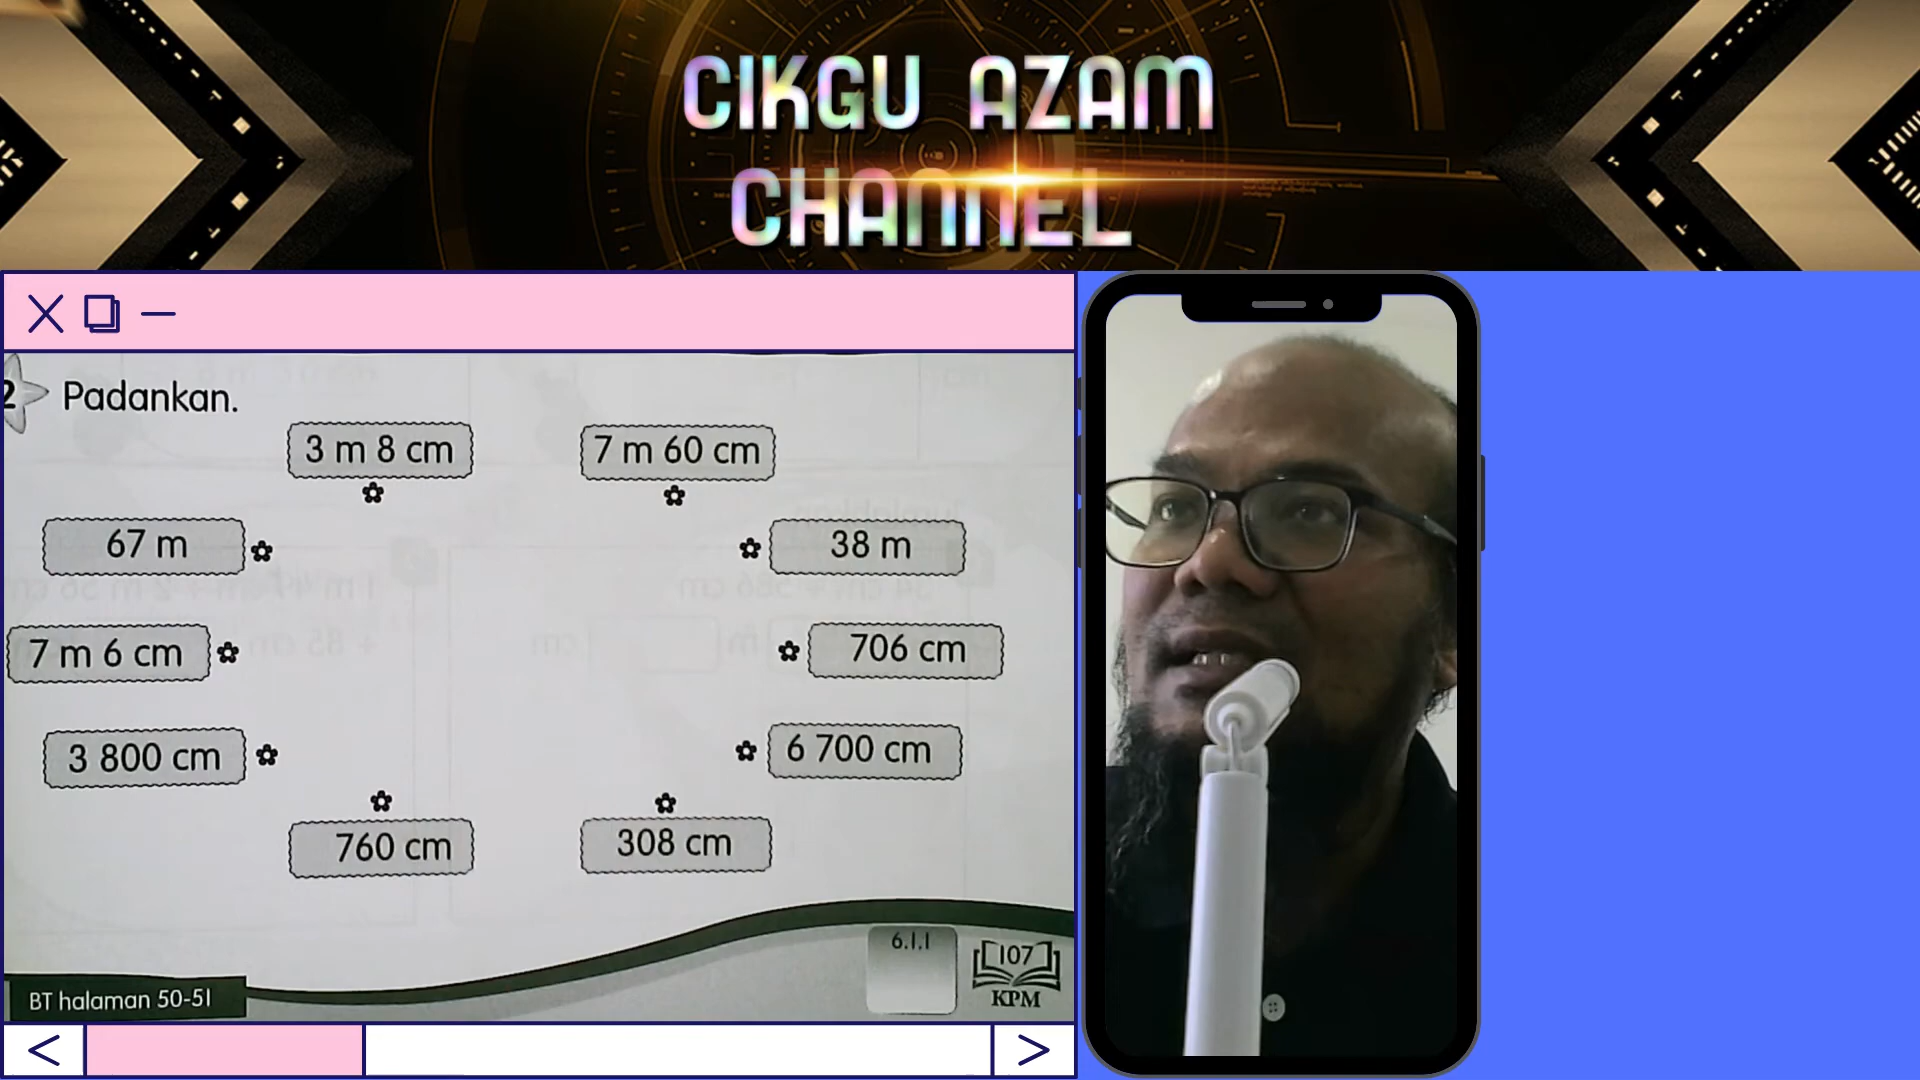 CIKGU AZAM
CHANNEL
2 Padankan.
3 m 8 cm
7 m 60 cm
67 m
38 m
7 m 6 cm
706 cm
3 800 cm
6 700 cm
760 cm
308 cm
6.1.1
107
KPM
BT halaman 50-51